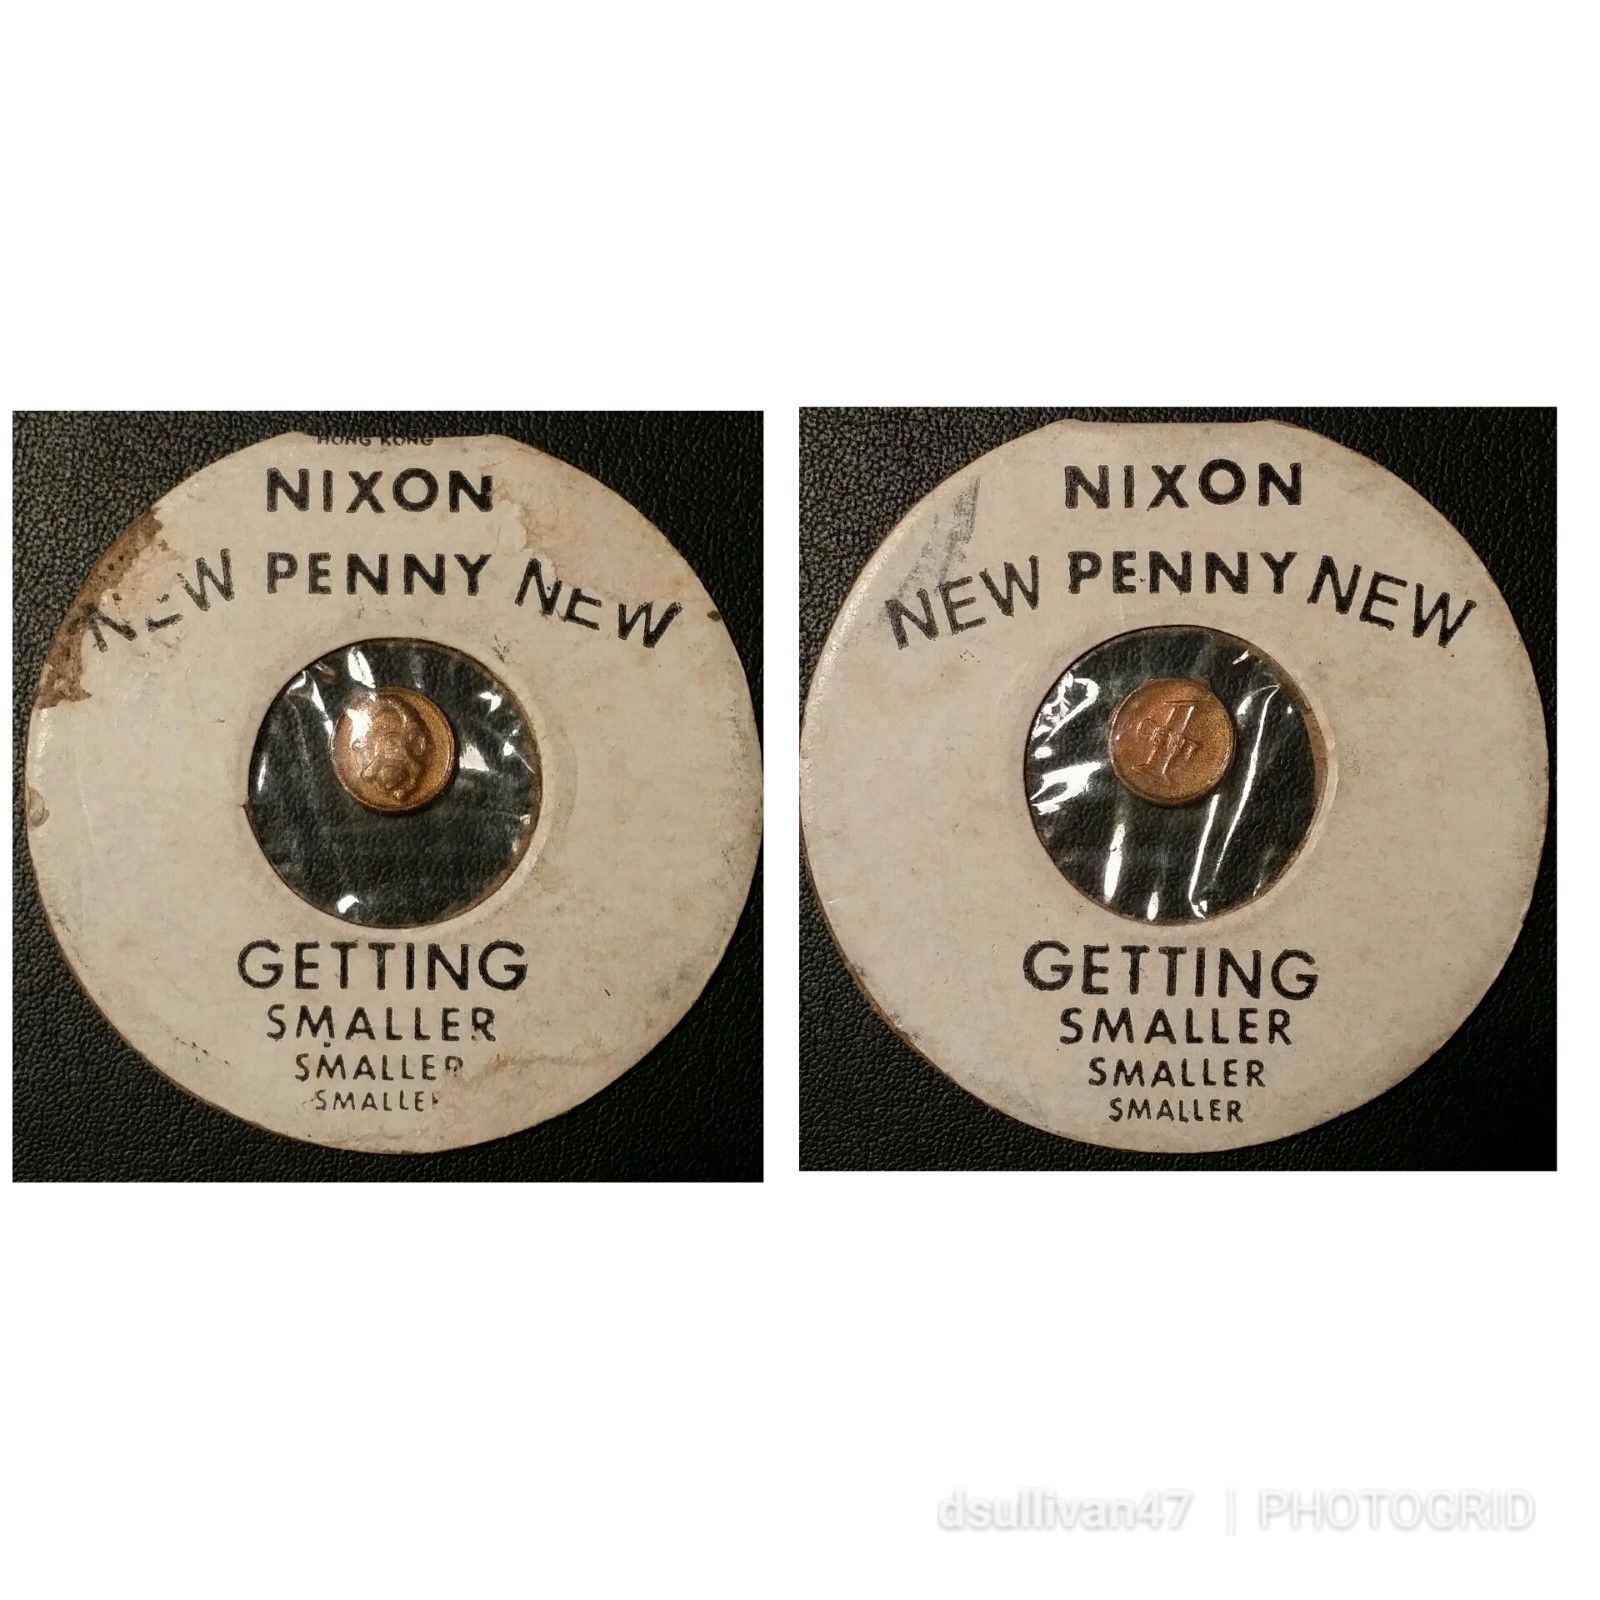 HONG KONG
NIXON
NEW PENNY NEW
GETTING
SMALLER
SMALLER
SMALLER
NIXON
NEW PENNY NEW
GETTING
SMALLER
SMALLER
SMALLER
dsullivan47 | PHOTOGRID